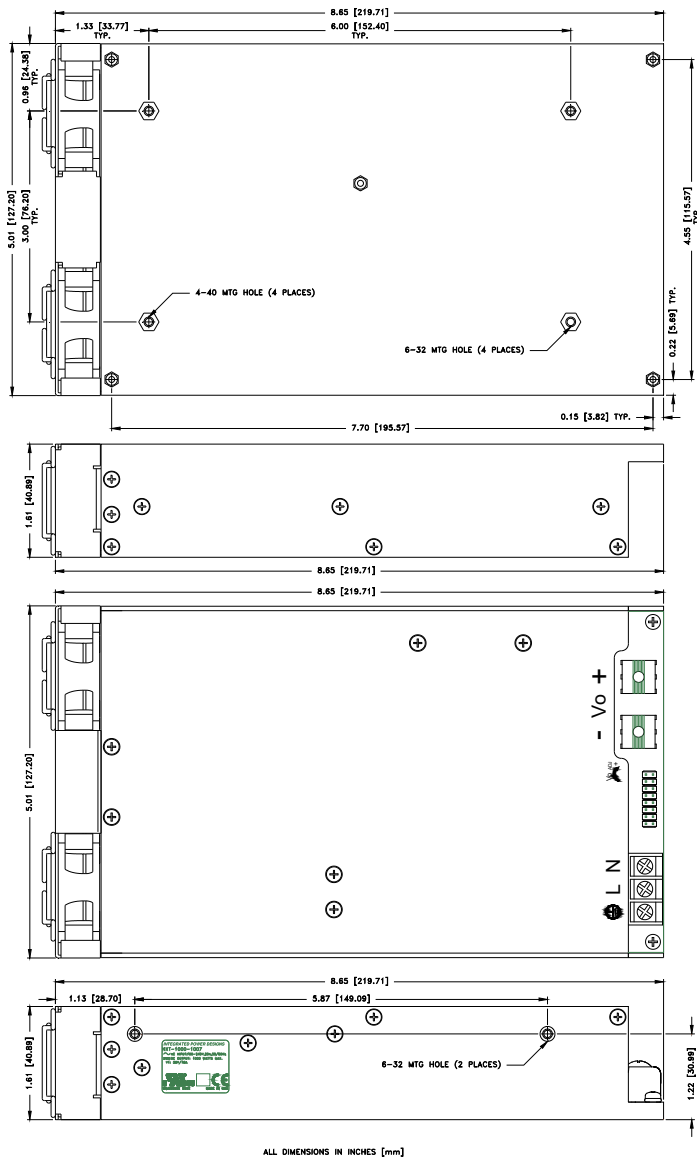 8.65 [219.71]
1.33 [33.77]
TYP.
6.00 [152.40]
TYP.
0.96 [24.38]
TYP.
5.01 [127.20]
3.00 [76.20]
TYP.
4.55 [115.57]
TYP.
4-40 MTG HOLE (4 PLACES)
6-32 MTG HOLE (4 PLACES)
0.22 [5.69] TYP.
0.15 [3.82] TYP.
7.70 [195.57]
1.61 [40.89]
8.65 [219.71]
8.65 [219.71]
5.01 [127.20]
- Vo +
L N
8.65 [219.71]
1.13 [28.70]
5.87 [149.09]
1.61 [40.89]
INTEGRATED POWER DESIGNS
CE
6-32 MTG HOLE (2 PLACES)
1.22 [30.99]
ALL DIMENSIONS IN INCHES [mm]